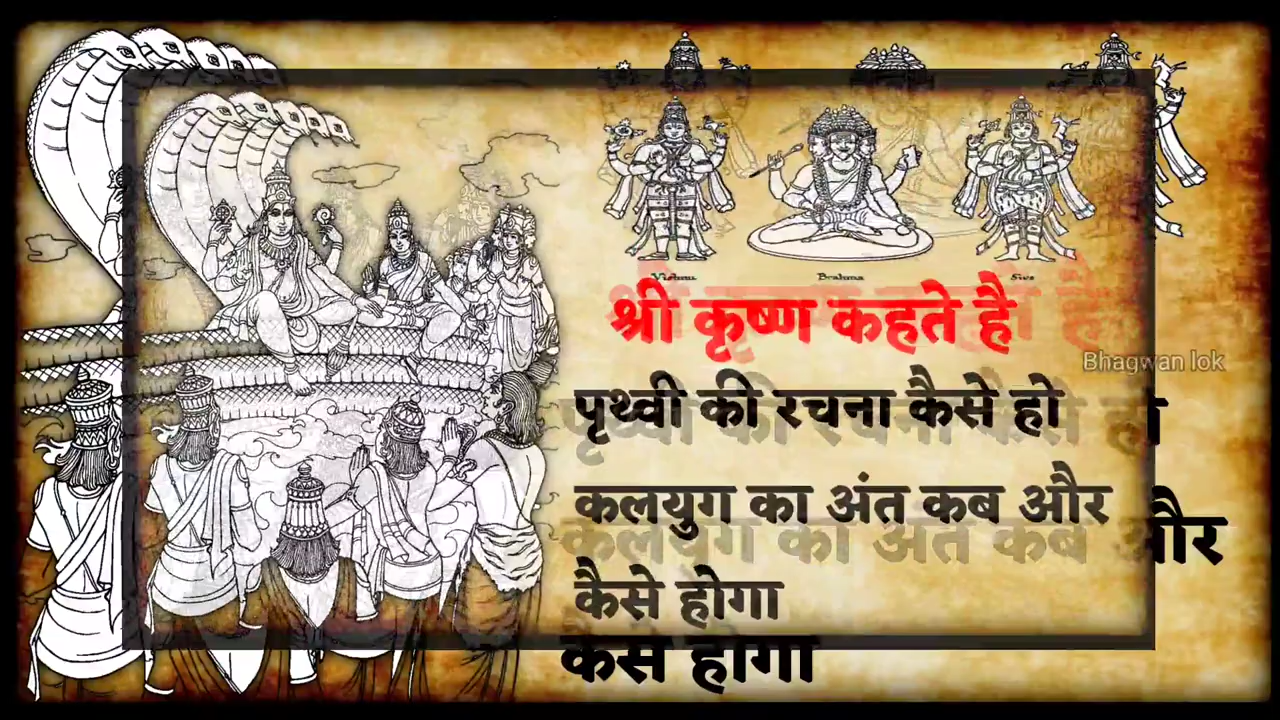 Vishnu
Brahma
Siva
श्री कृष्ण कहते है
Bhagwan lok
पृथ्वी की रचना कैसे हो
कलयुग का अंत कब और
कैसे होगा